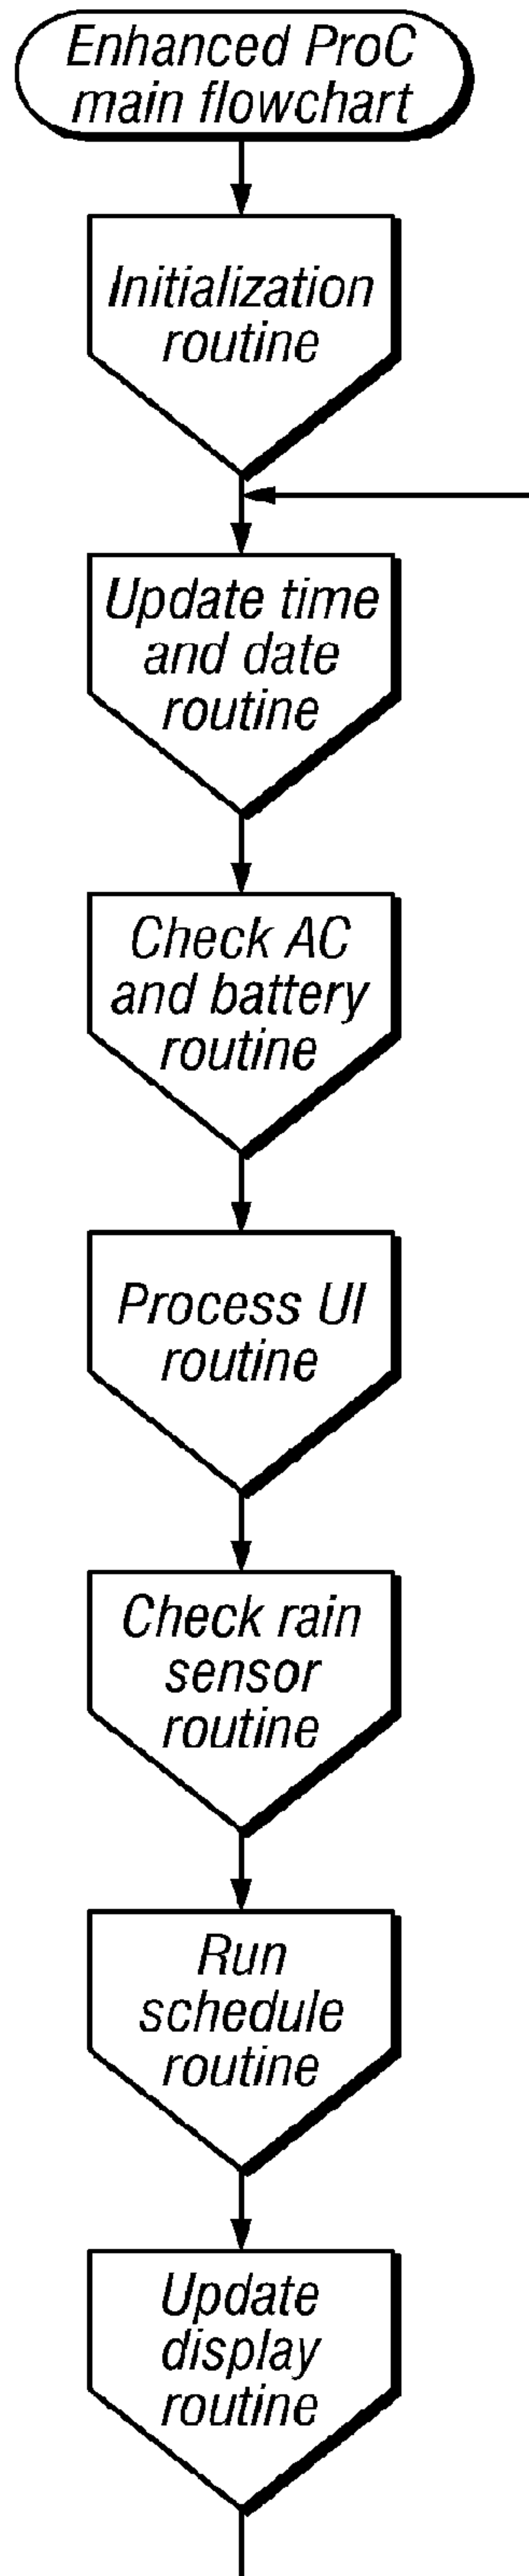 Enhanced ProC
main flowchart
Initialization
routine
Update time
and date
routine
Check AC
and battery
routine
Process UI
routine
Check rain
sensor
routine
Run
schedule
routine
Update
display
routine